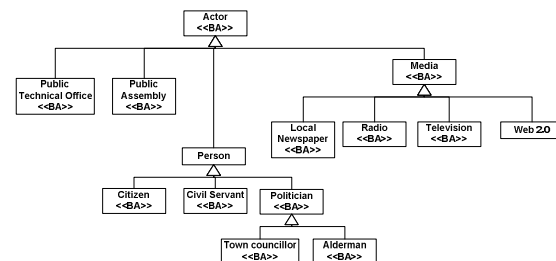 Actor
<<BA>>
Media
<<BA>>
Public
Technical Office
<<BA>>
Public
Assembly
<<BA>>
Local
Newspaper
<<BA>>
Radio
<<BA>>
Television
<<BA>>
Web 2.0
Person
Citizen
<<BA>>
Civil Servant
<<BA>>
Politician
<<BA>>
Town councillor
<<BA>>
Alderman
<<BA>>